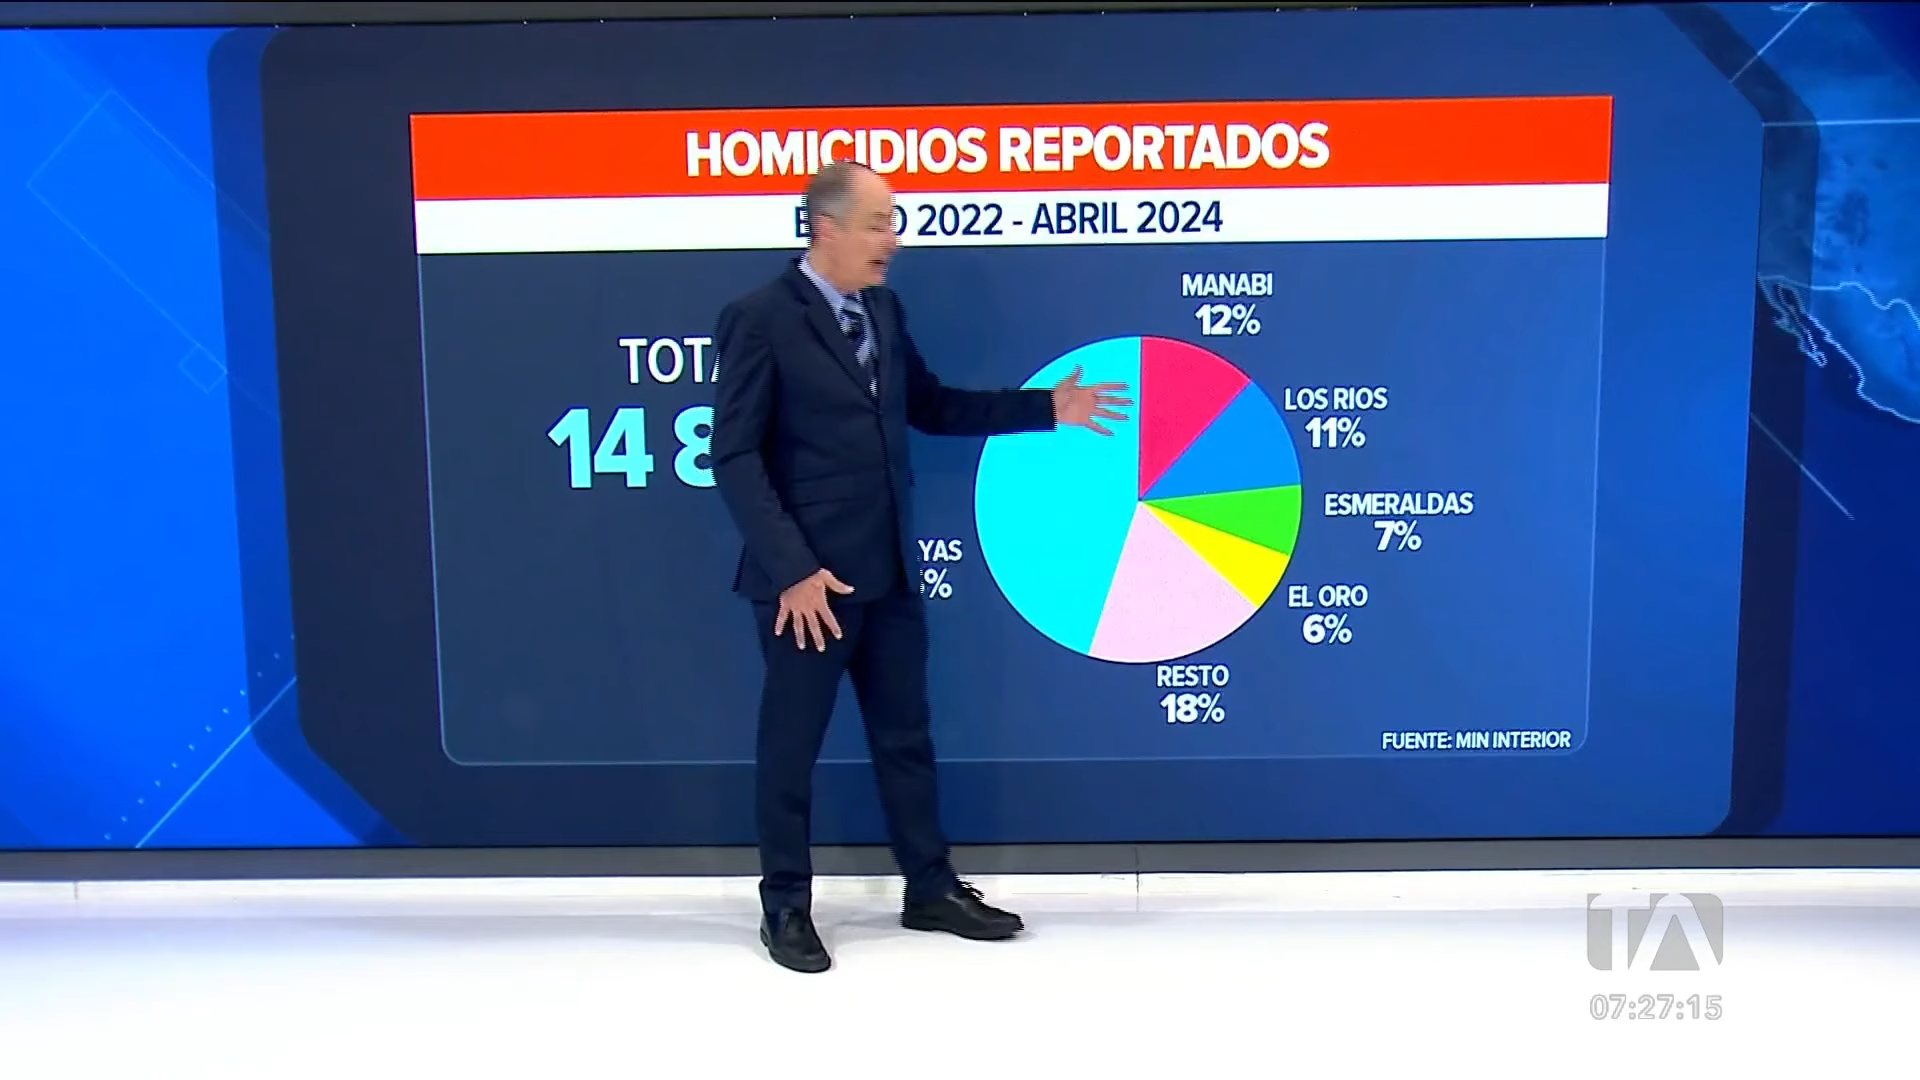 HOMICIDIOS REPORTADOS
2022 - ABRIL 2024
MANABI
12%
LOS RIOS
11%
ESMERALDAS
7%
EL ORO
6%
RESTO
18%
FUENTE: MIN INTERIOR
TA
07:27:15